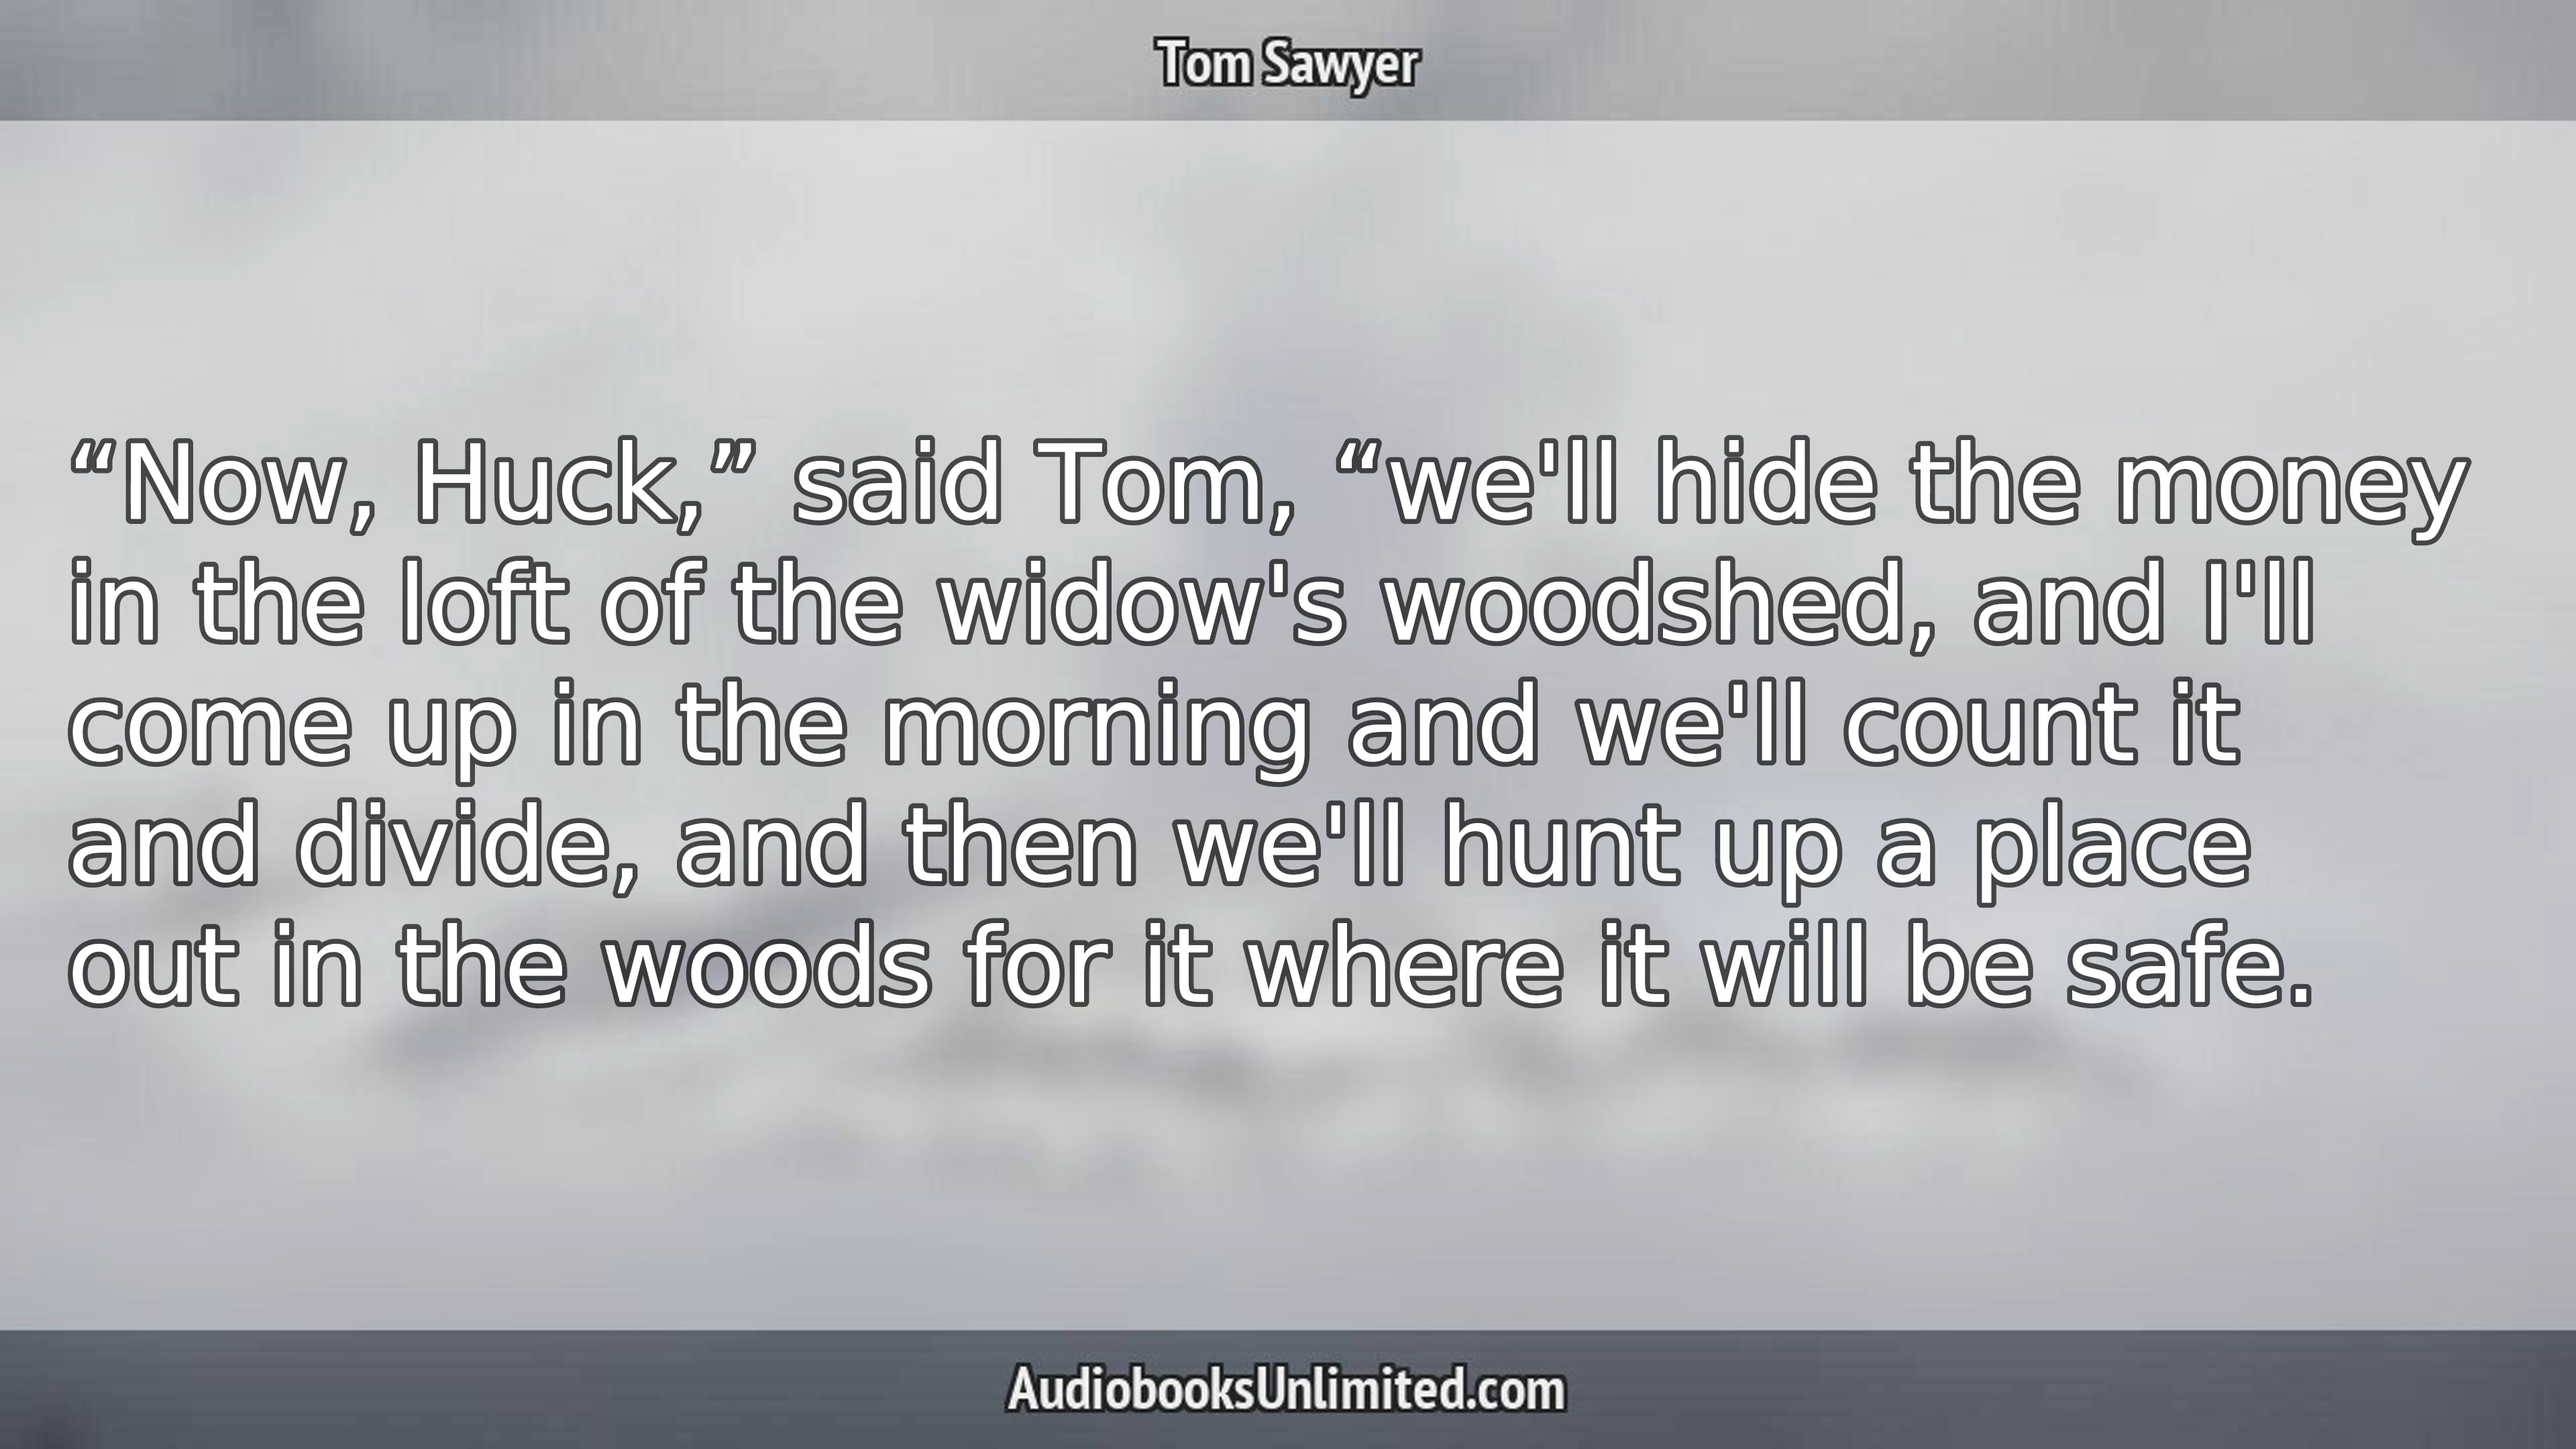 Tom Sawyer
“Now, Huck,” said Tom, “we'll hide the money
in the loft of the widow's woodshed, and I'll
come up in the morning and we'll count it
and divide, and then we'll hunt up a place
out in the woods for it where it will be safe.
AudiobooksUnlimited.com